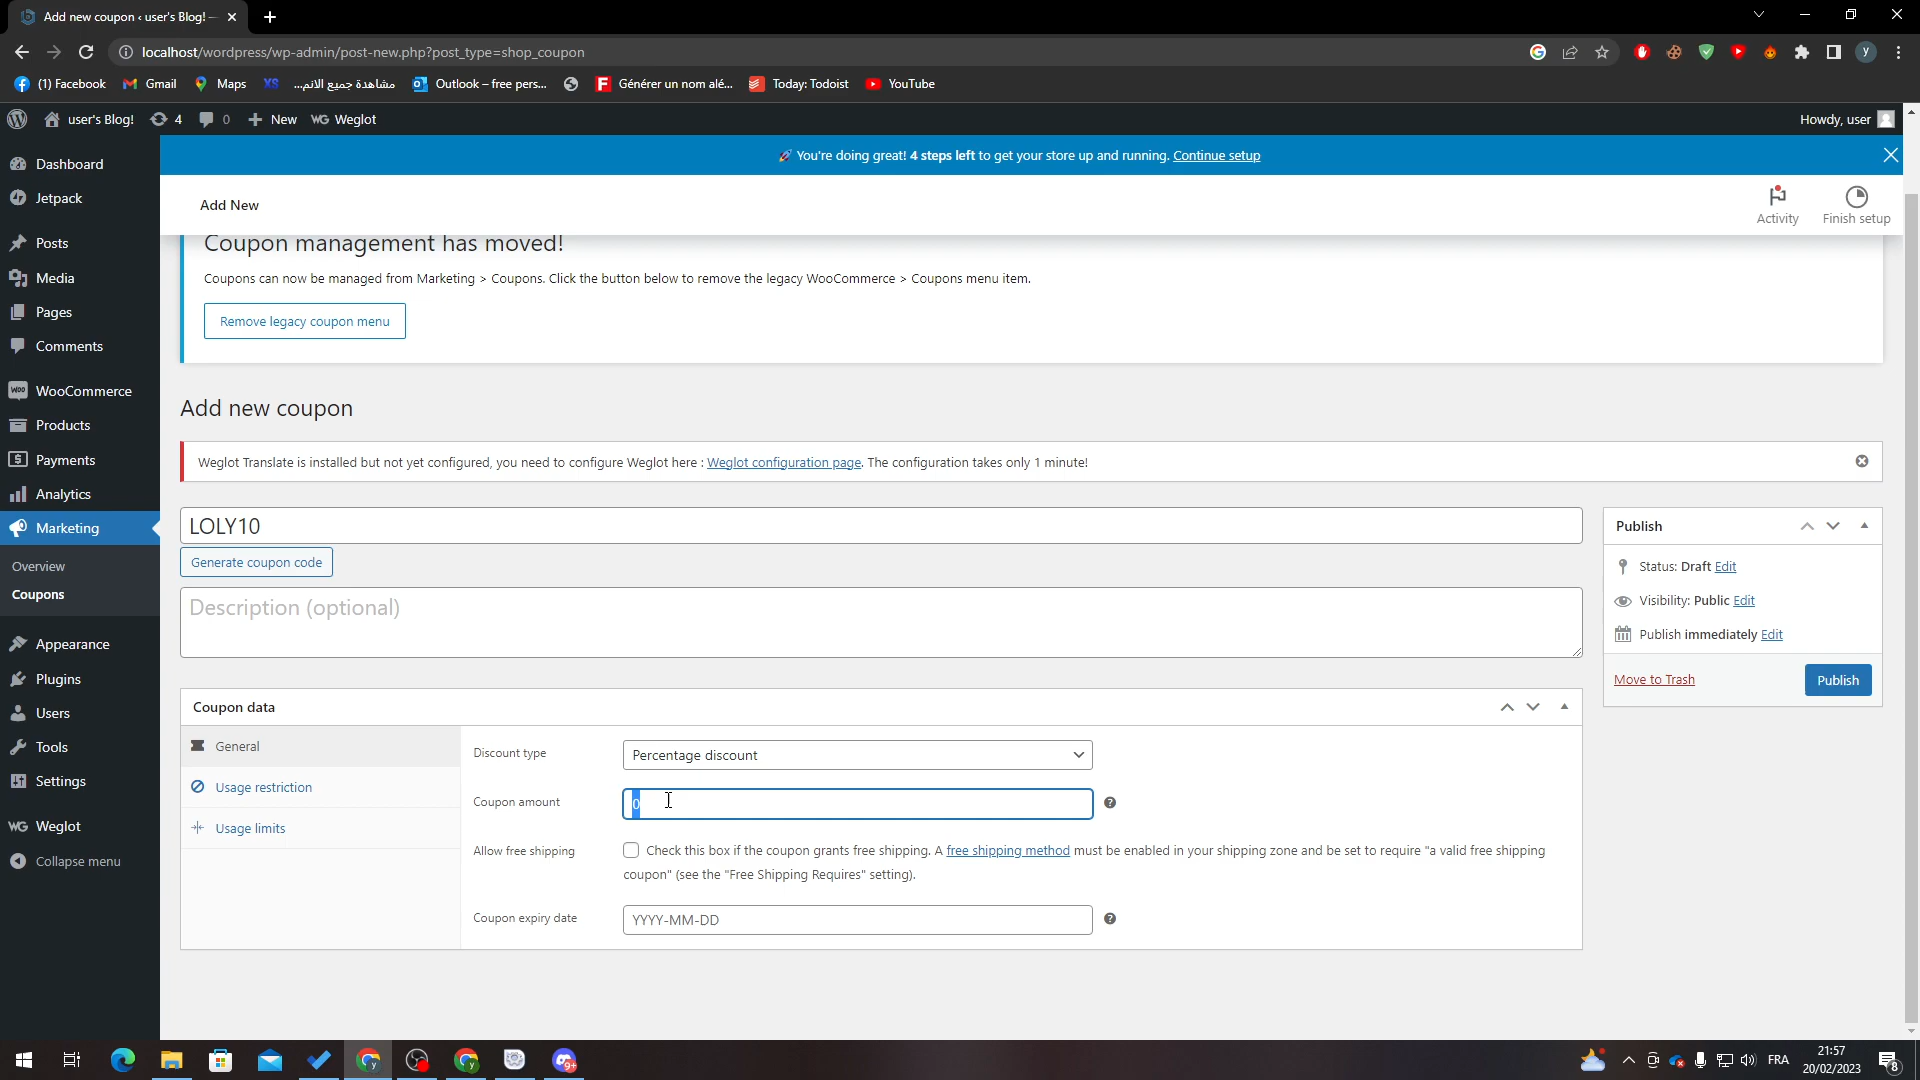 Add new coupon ‹ user's Blog! —
localhost/wordpress/wp-admin/post-new.php?post_type=shop_coupon
(1) Facebook
Gmail
Maps
مشاهدة جميع الانم...
Outlook – free pers...
Générer un nom alé...
Today: Todoist
YouTube
user's Blog!
4
0
New
WG Weglot
Howdy, user
Dashboard
Jetpack
Posts
Media
Pages
Comments
WooCommerce
Products
Payments
Analytics
Marketing
Overview
Coupons
Appearance
Plugins
Users
Tools
Settings
WG Weglot
Collapse menu
You're doing great! 4 steps left to get your store up and running. Continue setup
Add New
Activity
Finish setup
Coupon management has moved!
Coupons can now be managed from Marketing > Coupons. Click the button below to remove the legacy WooCommerce > Coupons menu item.
Remove legacy coupon menu
Add new coupon
Weglot Translate is installed but not yet configured, you need to configure Weglot here : Weglot configuration page. The configuration takes only 1 minute!
LOLY10
Generate coupon code
Description (optional)
Publish
Status: Draft Edit
Visibility: Public Edit
Publish immediately Edit
Move to Trash
Publish
Coupon data
General
Usage restriction
Usage limits
Discount type
Percentage discount
Coupon amount
0
Allow free shipping
Check this box if the coupon grants free shipping. A free shipping method must be enabled in your shipping zone and be set to require "a valid free shipping
coupon" (see the "Free Shipping Requires" setting).
Coupon expiry date
YYYY-MM-DD
FRA
21:57
20/02/2023
8